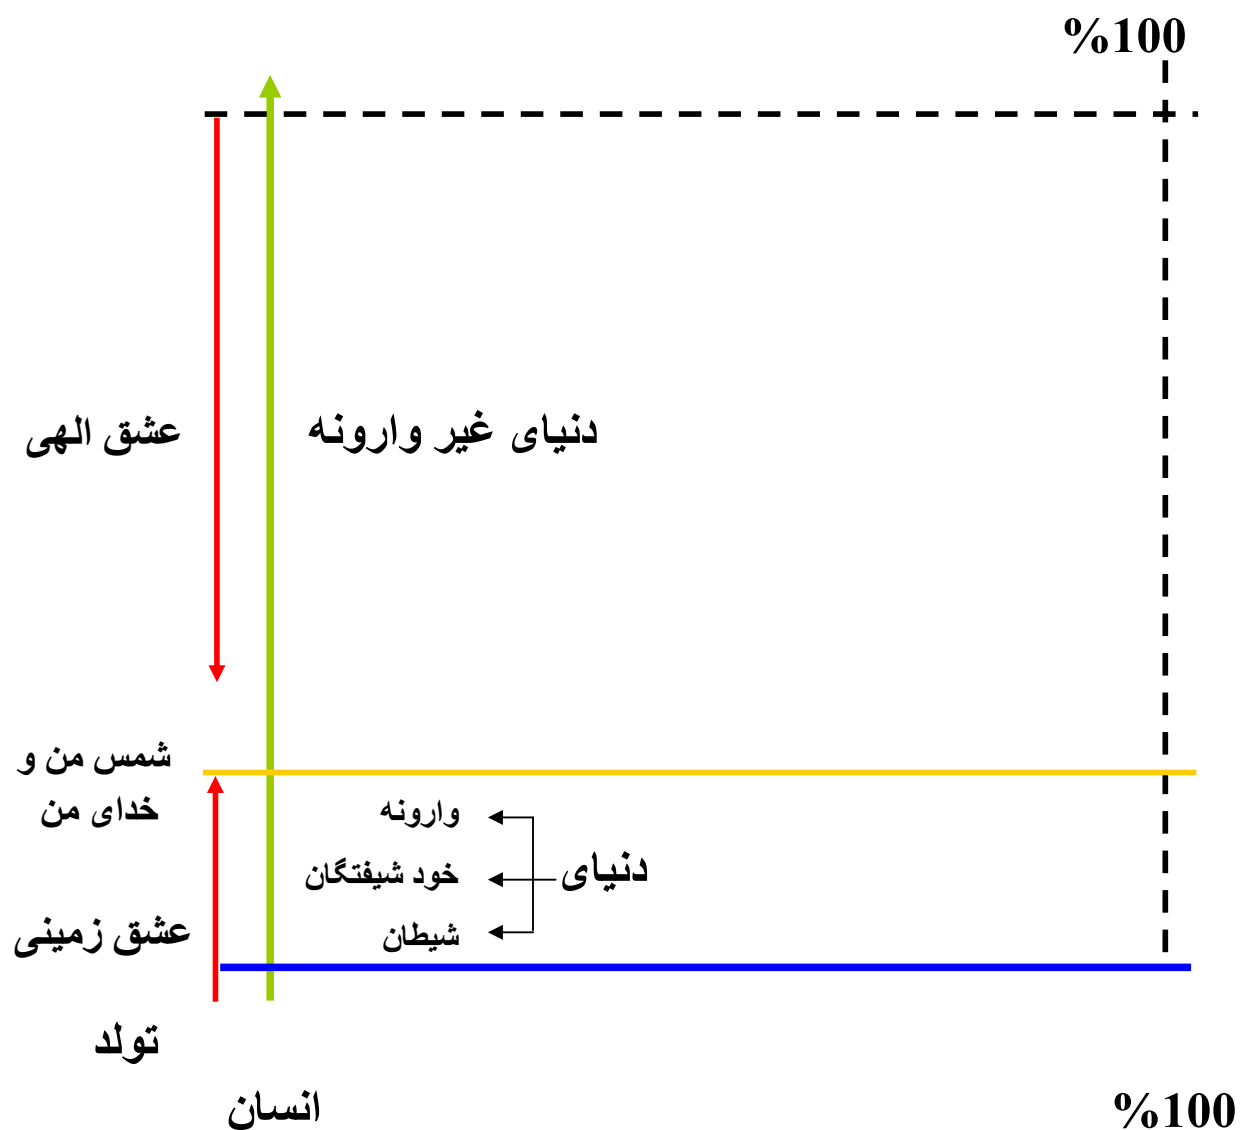 %100
عشق الهی
دنیای غیر وارونه
شمس من و
خدای من
وارونه
دنیای
خود شیفتگان
شیطان
عشق زمینی
تولد
انسان
%100